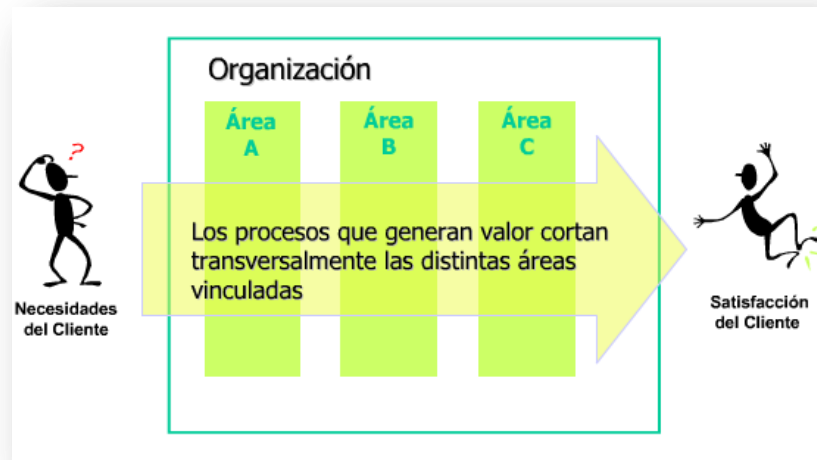 Organización
Área
A
Área
B
Área
C
?
Los procesos que generan valor cortan
transversalmente las distintas áreas
vinculadas
Necesidades
del Cliente
Satisfacción
del Cliente